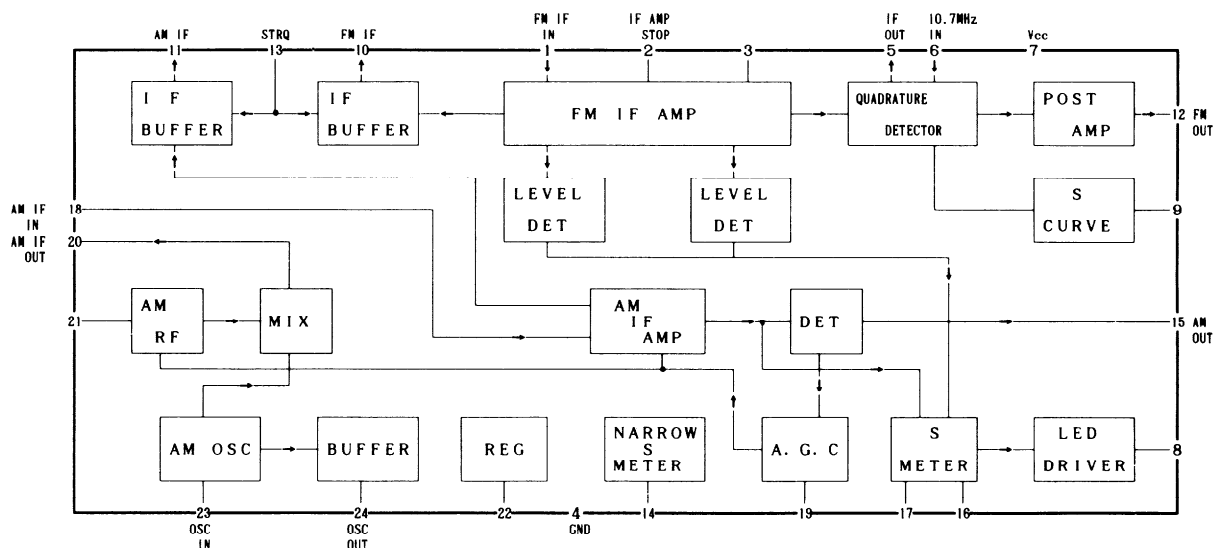 AM IF
STRQ
FM IF
FM IF
IN
IF AMP
STOP
IF
OUT
10.7MHz
IN
Vcc
11
13
10
1
2
3
5
6
7
I F
BUFFER
IF
BUFFER
FM IF AMP
QUADRATURE
DETECTOR
POST
AMP
12 FM
OUT
LEVEL
DET
LEVEL
DET
S
CURVE
9
AM IF 18
IN
AM IF 20
OUT
21
AM
RF
MIX
AM
IF
AMP
DET
15 AM
OUT
AM OSC
BUFFER
REG
NARROW
S
METER
A. G. C
S
METER
LED
DRIVER
8
23
OSC
IN
24
OSC
OUT
22
4
GND
14
19
17
16